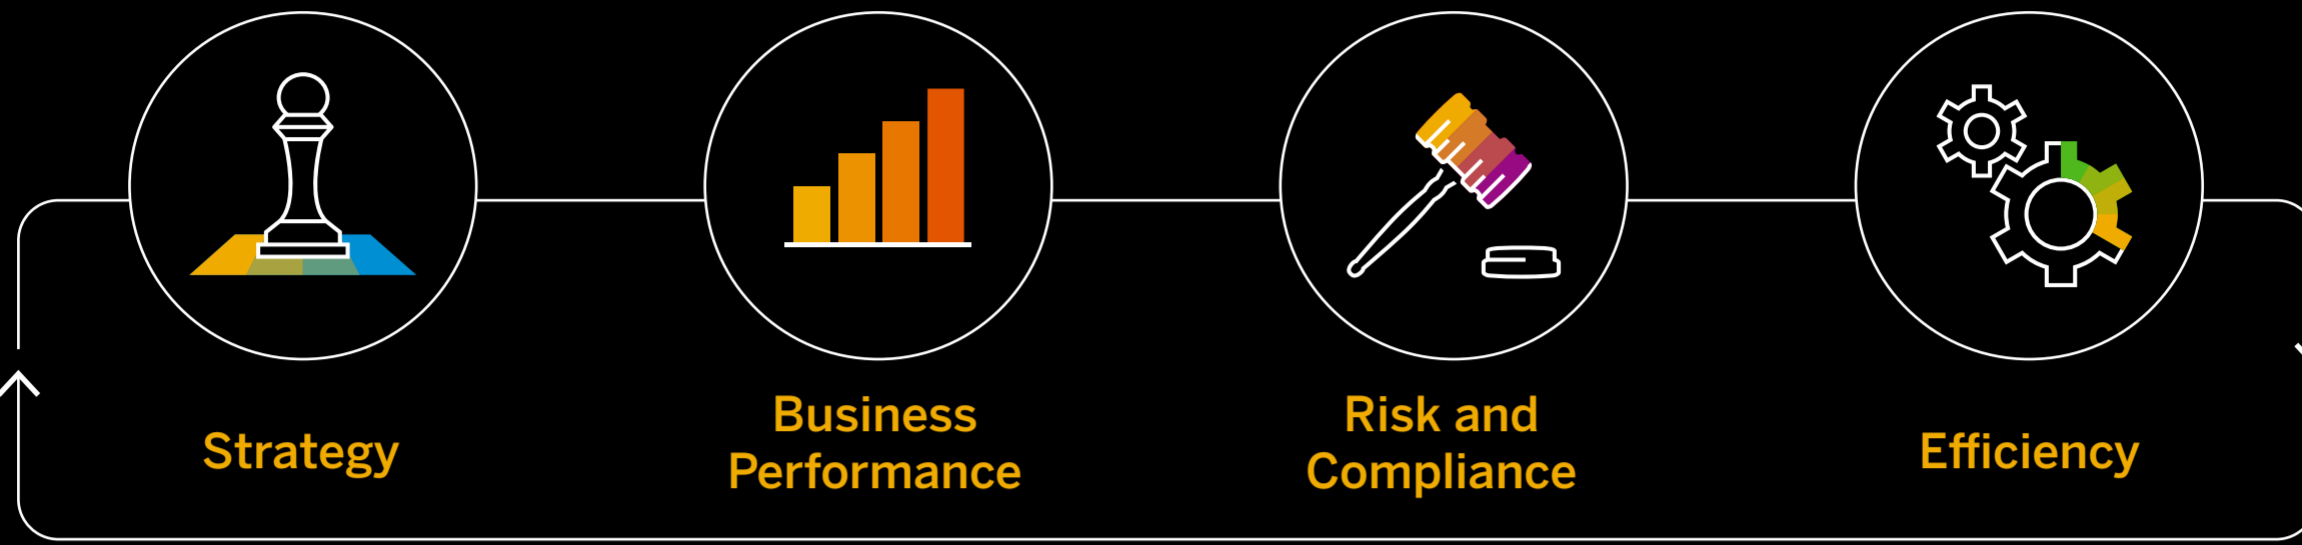 Strategy
Business
Performance
Risk and
Compliance
Efficiency